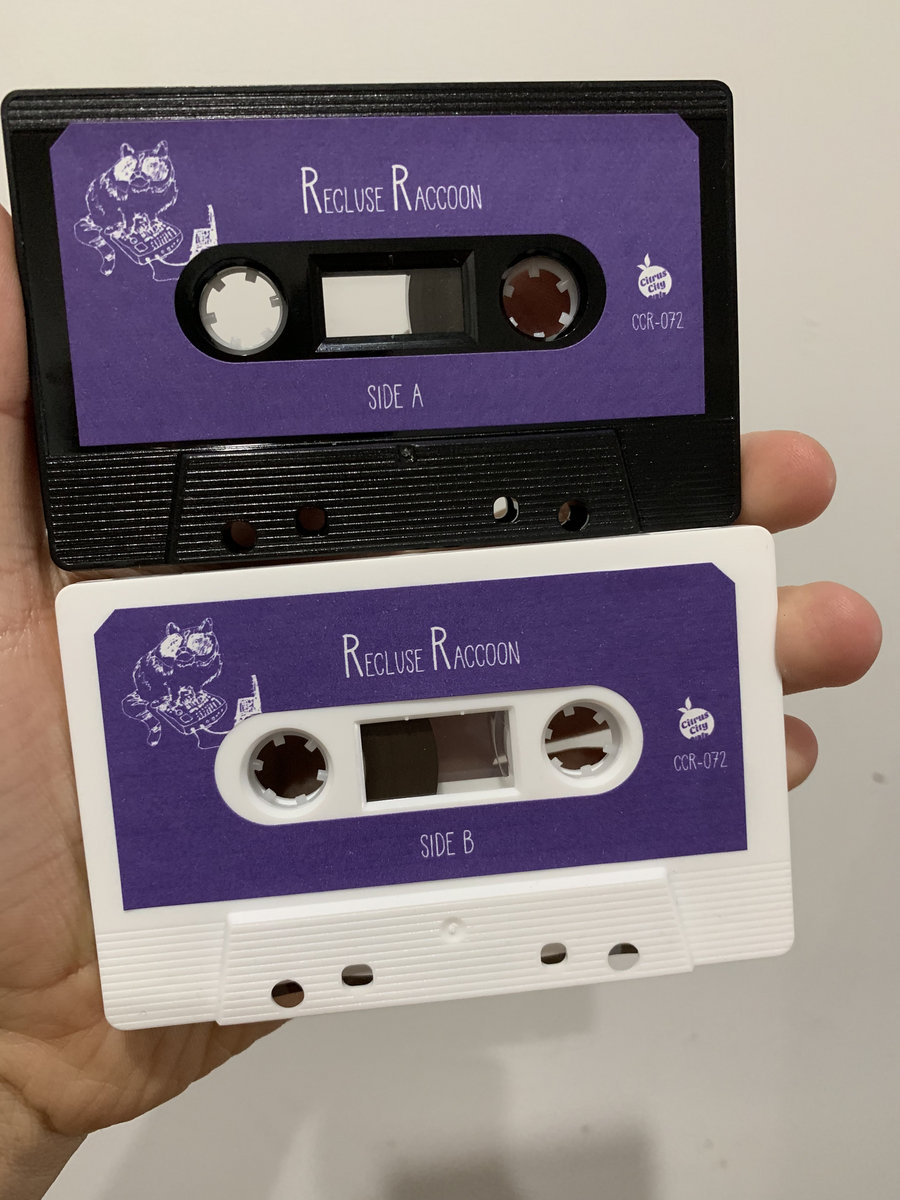 Recluse Raccoon
Citrus
City
CCR-072
SIDE A
Recluse Raccoon
Citrus
City
CCR-072
SIDE B